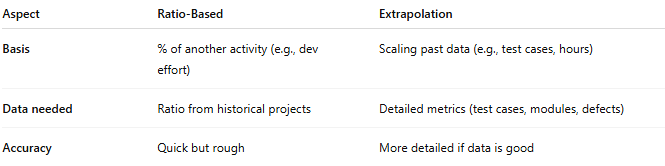 Aspect Ratio-Based Extrapolation
Basis % of another activity (e.g., dev effort) Scaling past data (e.g., test cases, hours)
Data needed Ratio from historical projects Detailed metrics (test cases, modules, defects)
Accuracy Quick but rough More detailed if data is good